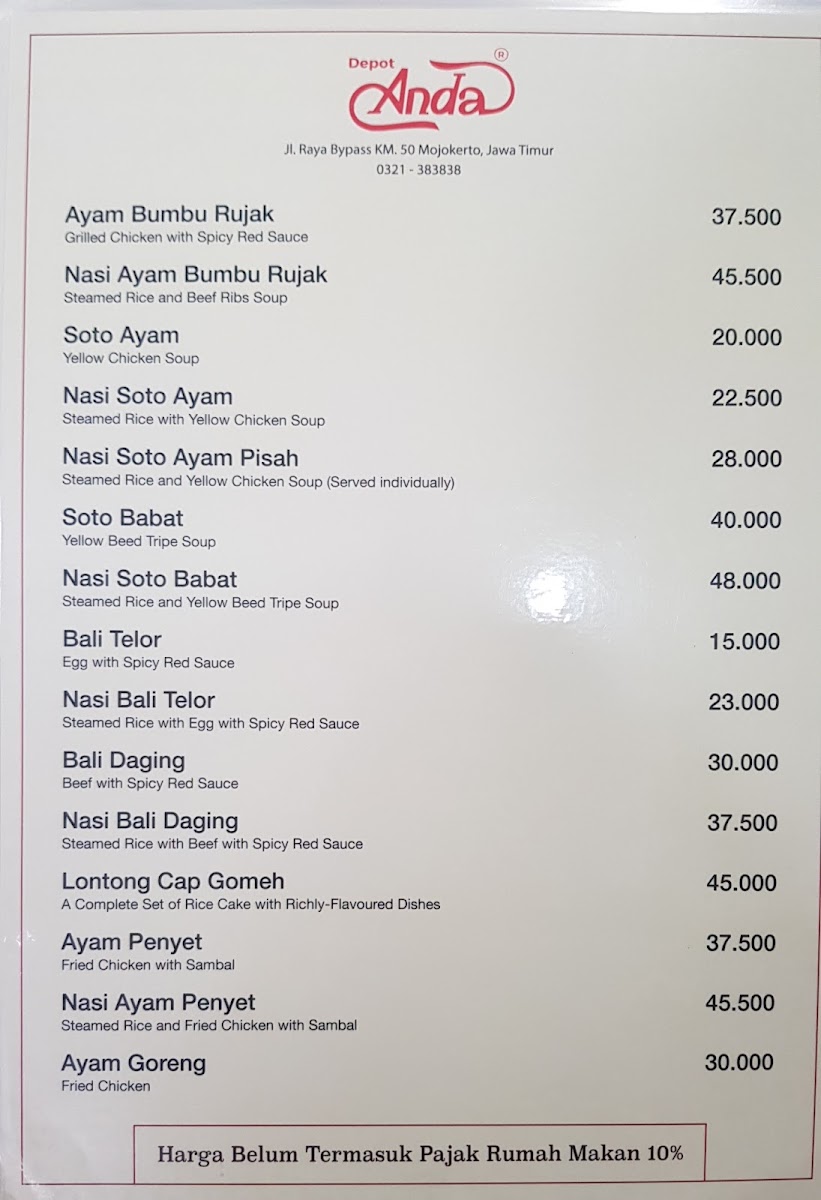 Depot
Anda ®
Jl. Raya Bypass KM. 50 Mojokerto, Jawa Timur
0321 - 383838
Ayam Bumbu Rujak 37.500
Grilled Chicken with Spicy Red Sauce
Nasi Ayam Bumbu Rujak 45.500
Steamed Rice and Beef Ribs Soup
Soto Ayam 20.000
Yellow Chicken Soup
Nasi Soto Ayam 22.500
Steamed Rice with Yellow Chicken Soup
Nasi Soto Ayam Pisah 28.000
Steamed Rice and Yellow Chicken Soup (Served individually)
Soto Babat 40.000
Yellow Beed Tripe Soup
Nasi Soto Babat 48.000
Steamed Rice and Yellow Beed Tripe Soup
Bali Telor 15.000
Egg with Spicy Red Sauce
Nasi Bali Telor 23.000
Steamed Rice with Egg with Spicy Red Sauce
Bali Daging 30.000
Beef with Spicy Red Sauce
Nasi Bali Daging 37.500
Steamed Rice with Beef with Spicy Red Sauce
Lontong Cap Gomeh 45.000
A Complete Set of Rice Cake with Richly-Flavoured Dishes
Ayam Penyet 37.500
Fried Chicken with Sambal
Nasi Ayam Penyet 45.500
Steamed Rice and Fried Chicken with Sambal
Ayam Goreng 30.000
Fried Chicken
Harga Belum Termasuk Pajak Rumah Makan 10%